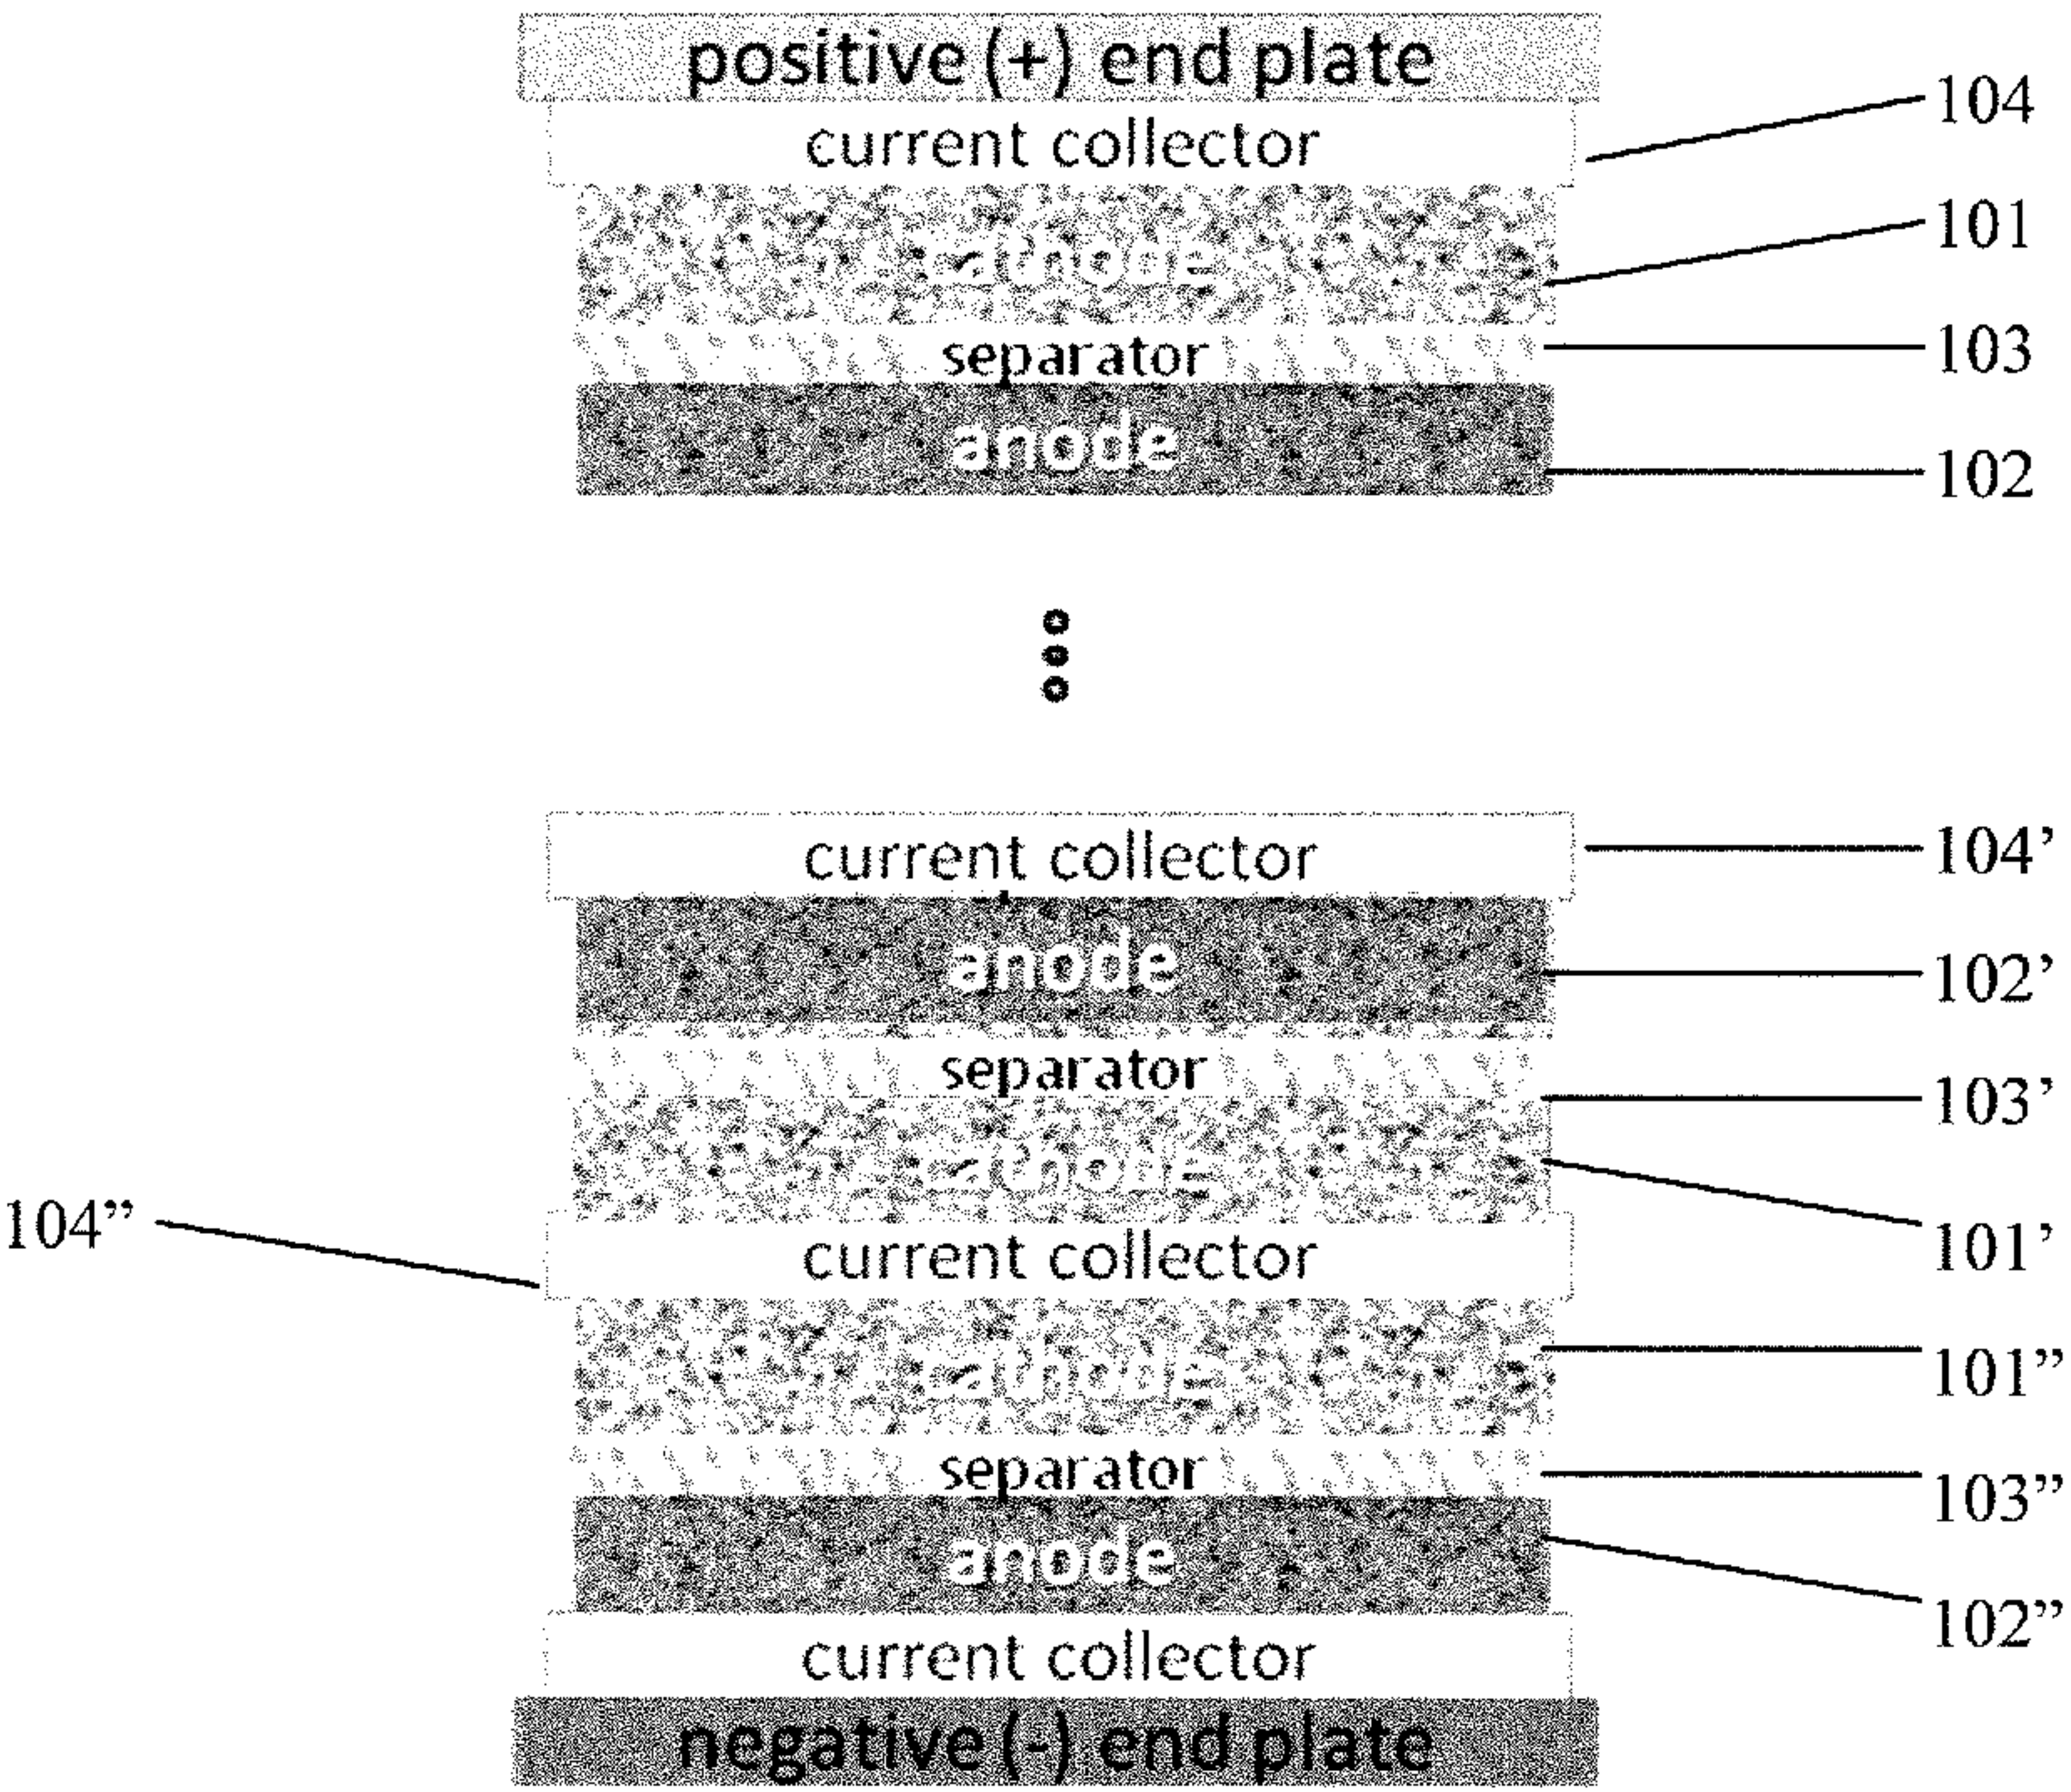 positive (+) end plate
104
current collector
101
cathode
103
separator
102
anode
current collector
104’
anode
102’
separator
103’
cathode
101’
104”
current collector
cathode
101”
separator
103”
anode
102”
current collector
negative (-) end plate